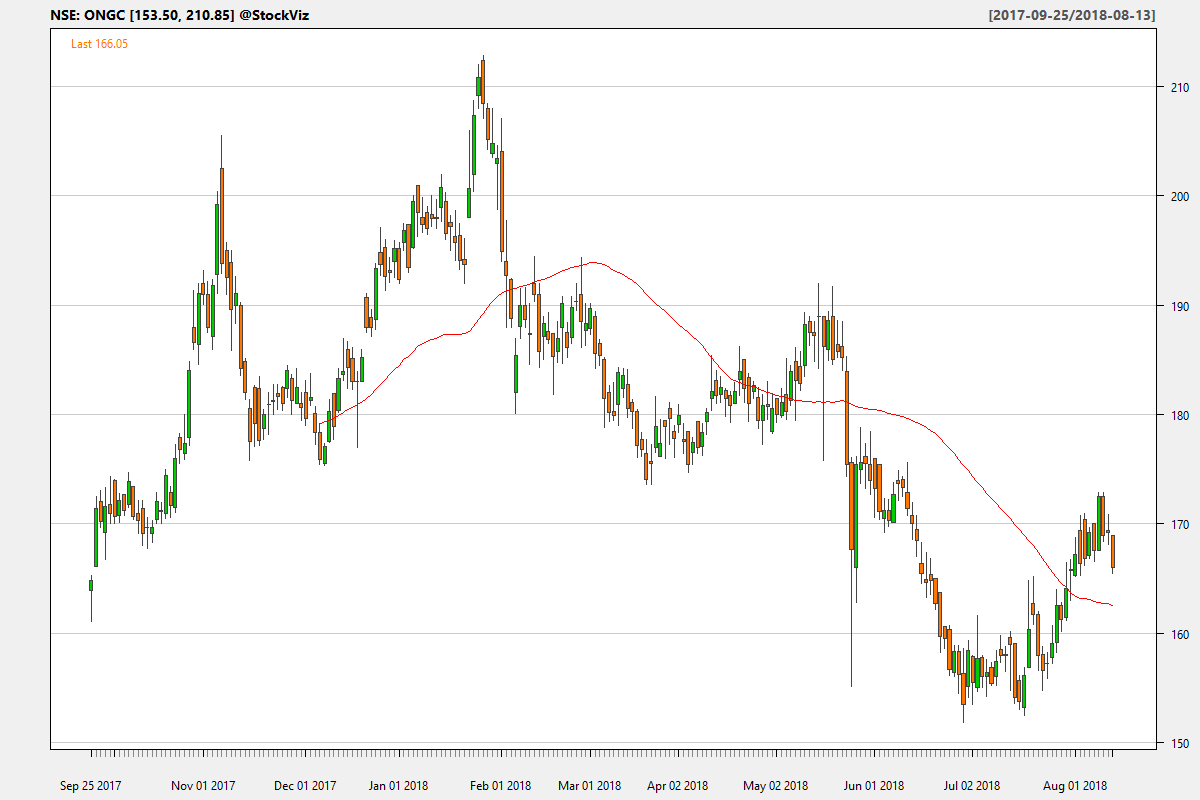 NSE: ONGC [153.50, 210.85] @StockViz
[2017-09-25/2018-08-13]
Last 166.05
210
200
190
180
170
160
150
Sep 25 2017
Nov 01 2017
Dec 01 2017
Jan 01 2018
Feb 01 2018
Mar 01 2018
Apr 02 2018
May 02 2018
Jun 01 2018
Jul 02 2018
Aug 01 2018